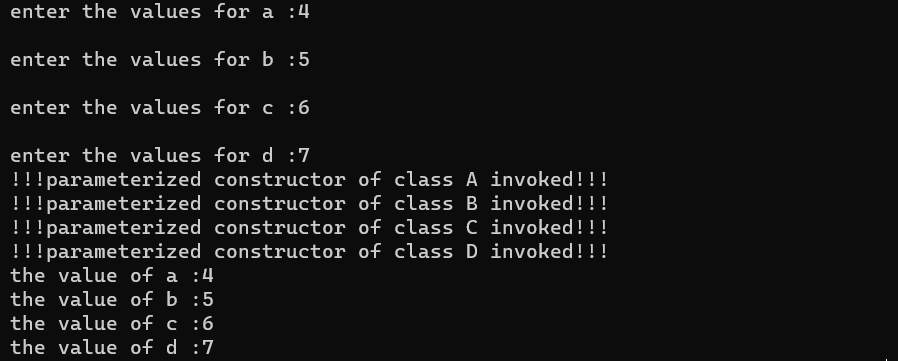 enter the values for a :4
enter the values for b :5
enter the values for c :6
enter the values for d :7
!!!parameterized constructor of class A invoked!!!
!!!parameterized constructor of class B invoked!!!
!!!parameterized constructor of class C invoked!!!
!!!parameterized constructor of class D invoked!!!
the value of a :4
the value of b :5
the value of c :6
the value of d :7